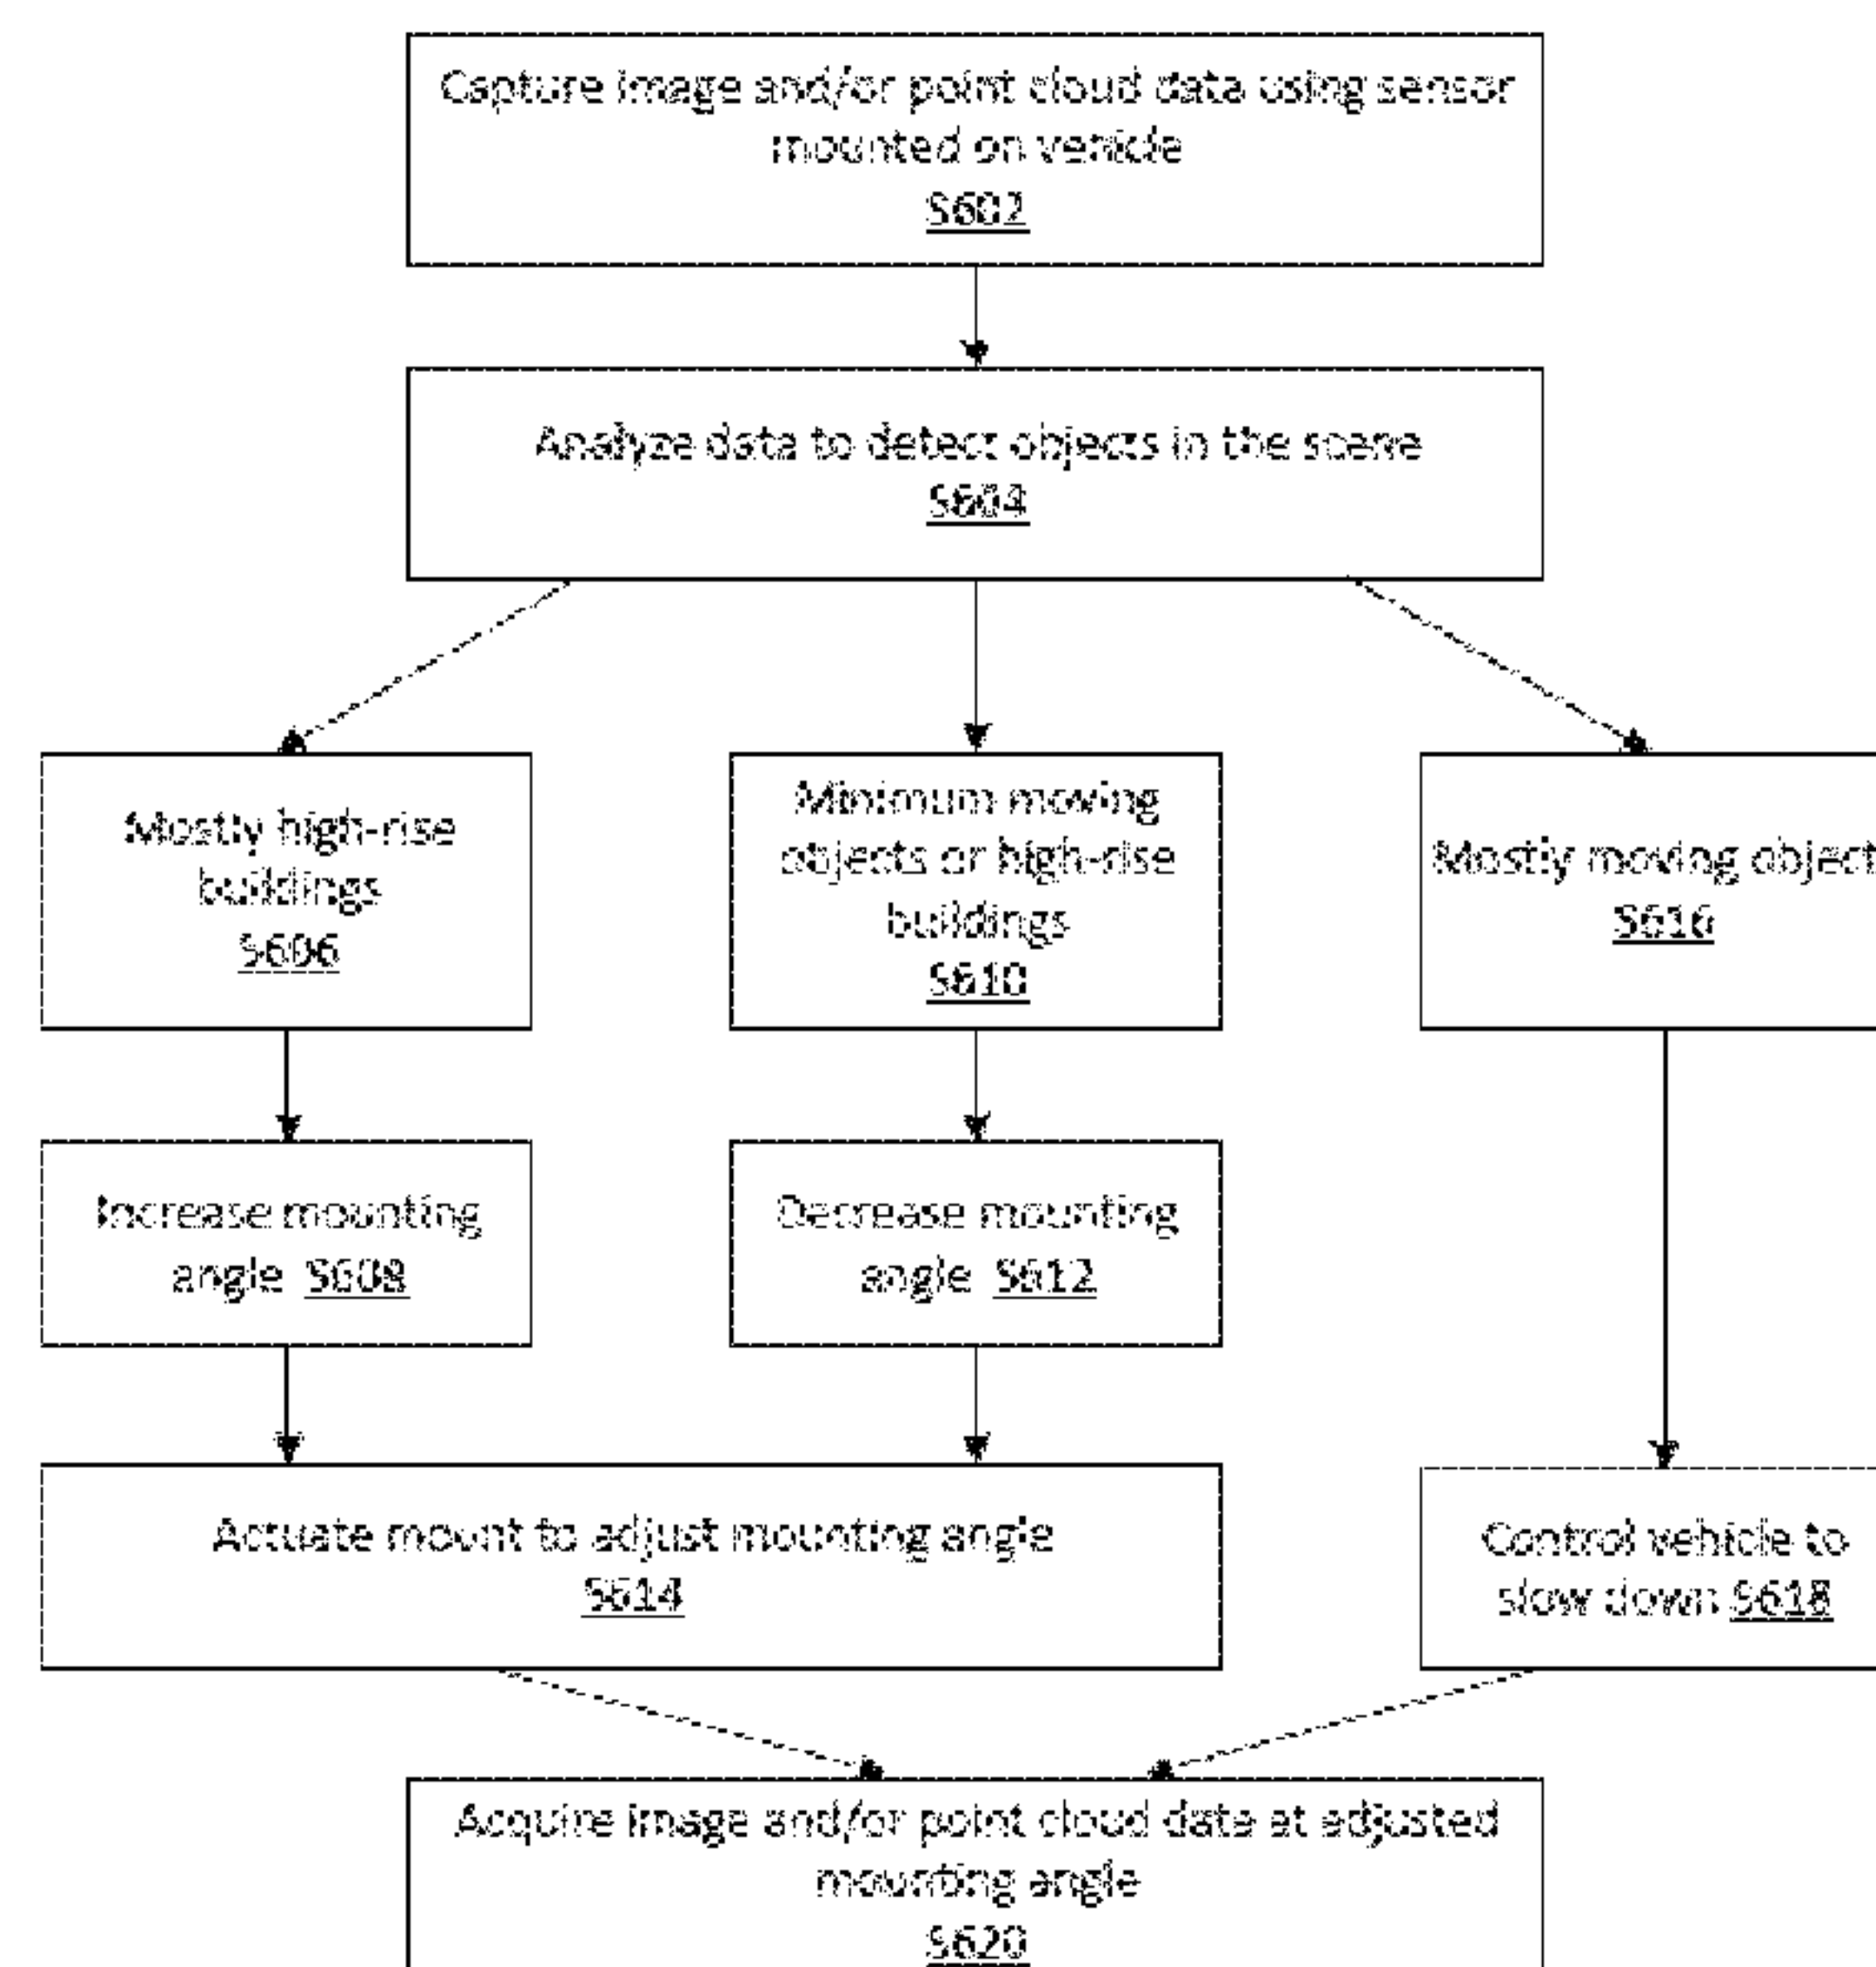 Capture image and/or point cloud data using sensor
mounted on vehicle
S602
Analyze data to detect objects in the scene
S604
Mostly high-rise
buildings
S606
Minimum moving
objects or high-rise
buildings
S610
Mostly moving object
S616
Increase mounting
angle S608
Decrease mounting
angle S612
Actuate mount to adjust mounting angle
S614
Control vehicle to
slow down S618
Acquire image and/or point cloud data at adjusted
mounting angle
S620